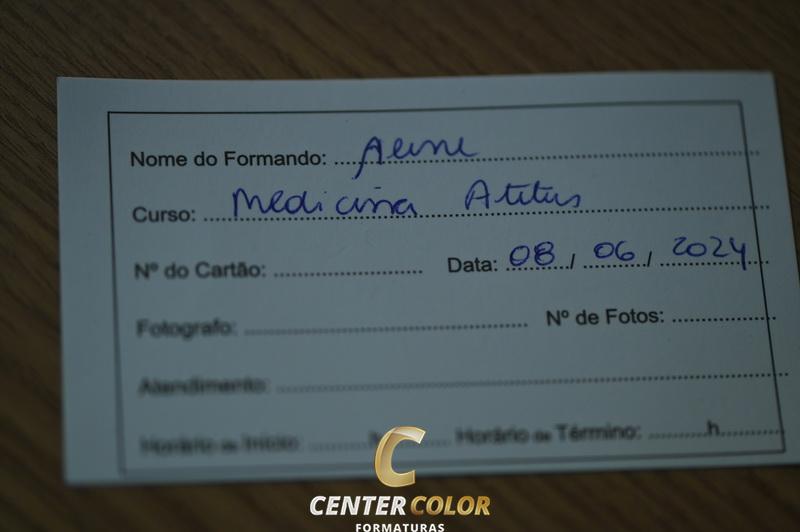 Nome do Formando: ............
Curso: Medicina Atitus
Nº do Cartão: ............ Data: 08 / 06 / 2024
Fotografo: ............ Nº de Fotos: ............
Atendimento: ............
Horário de Início: ............h............ Horário de Término: ............h............
C
CENTER COLOR
FORMATURAS